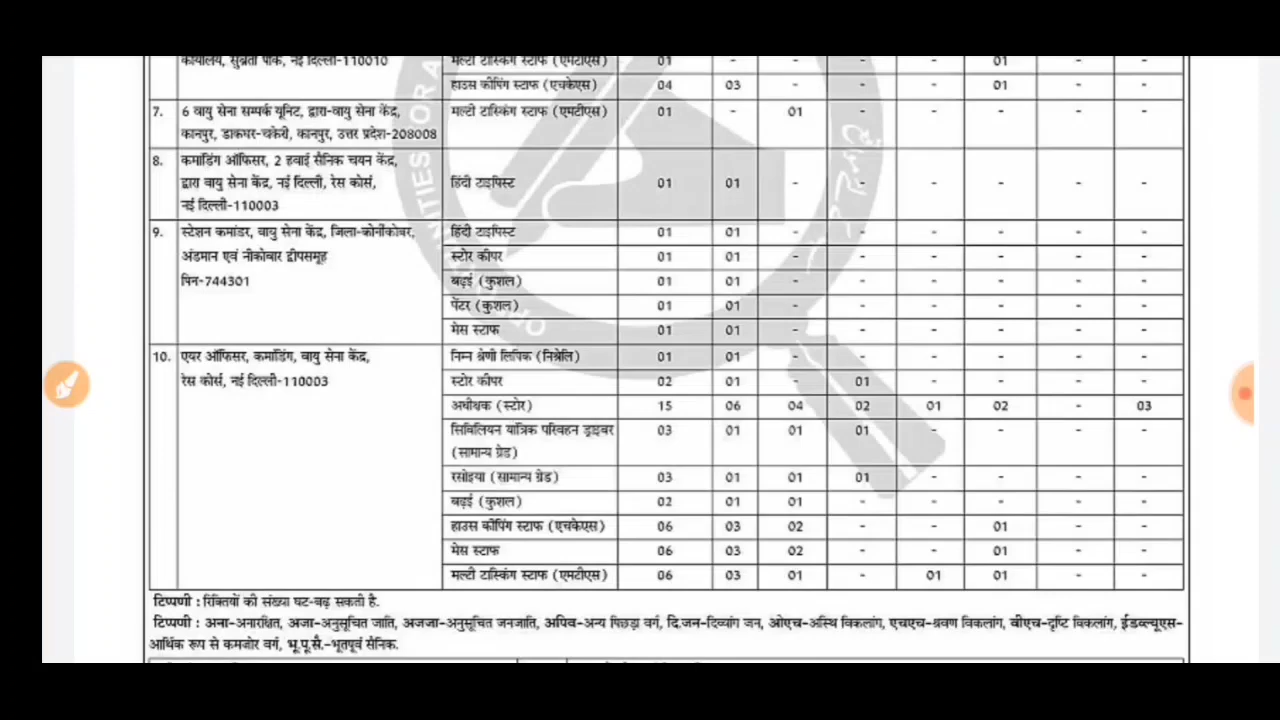 कार्यालय, सुब्रतो पार्क, नई दिल्ली-110010 मल्टी टास्किंग स्टाफ (एमटीएस) 01 - - - - 01 - -
हाउस कीपिंग स्टाफ (एचकेएस) 04 03 - - - 01 - -
7. 6 वायु सेना सम्पर्क यूनिट, द्वारा-वायु सेना केंद्र, मल्टी टास्किंग स्टाफ (एमटीएस) 01 - 01 - - - - -
कानपुर, डाकघर-चकेरी, कानपुर, उत्तर प्रदेश-208008
8. कमांडिंग ऑफिसर, 2 हवाई सैनिक चयन केंद्र,
द्वारा वायु सेना केंद्र, नई दिल्ली, रेस कोर्स, हिंदी टाइपिस्ट 01 01 - - - - - -
नई दिल्ली-110003
9. स्टेशन कमांडर, वायु सेना केंद्र, जिला-कार्नीकोबर, हिंदी टाइपिस्ट 01 01 - - - - - -
अंडमान एवं नीकोबार द्वीपसमूह स्टोर कीपर 01 01 - - - - - -
पिन-744301 बढ़ई (कुशल) 01 01 - - - - - -
पेंटर (कुशल) 01 01 - - - - - -
मेस स्टाफ 01 01 - - - - - -
10. एयर ऑफिसर, कमांडिंग, वायु सेना केंद्र, निम्न श्रेणी लिपिक (निश्रेलि) 01 01 - - - - - -
रेस कोर्स, नई दिल्ली-110003 स्टोर कीपर 02 01 - 01 - - - -
अधीक्षक (स्टोर) 15 06 04 02 01 02 - 03
सिविलियन यांत्रिक परिवहन ड्राइवर 03 01 01 01 - - - -
(सामान्य ग्रेड)
रसोइया (सामान्य ग्रेड) 03 01 01 01 - - - -
बढ़ई (कुशल) 02 01 01 - - - - -
हाउस कीपिंग स्टाफ (एचकेएस) 06 03 02 - - 01 - -
मेस स्टाफ 06 03 02 - - 01 - -
मल्टी टास्किंग स्टाफ (एमटीएस) 06 03 01 - 01 01 - -
टिप्पणी : रिक्तियों की संख्या घट-बढ़ सकती है.
टिप्पणी : अना-अनारक्षित, अजा-अनुसूचित जाति, अजजा-अनुसूचित जनजाति, अपिव-अन्य पिछड़ा वर्ग, दि.जन-दिव्यांग जन, ओएच-अस्थि विकलांग, एचएच-श्रवण विकलांग, वीएच-दृष्टि विकलांग, ईडब्ल्यूएस-
आर्थिक रूप से कमजोर वर्ग, भू.पू.सै.-भूतपूर्व सैनिक.